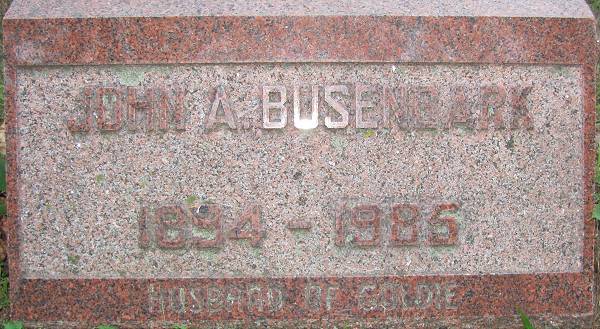 JOHN A. BUSENBARK
1894 - 1985
HUSBAND OF GOLDIE